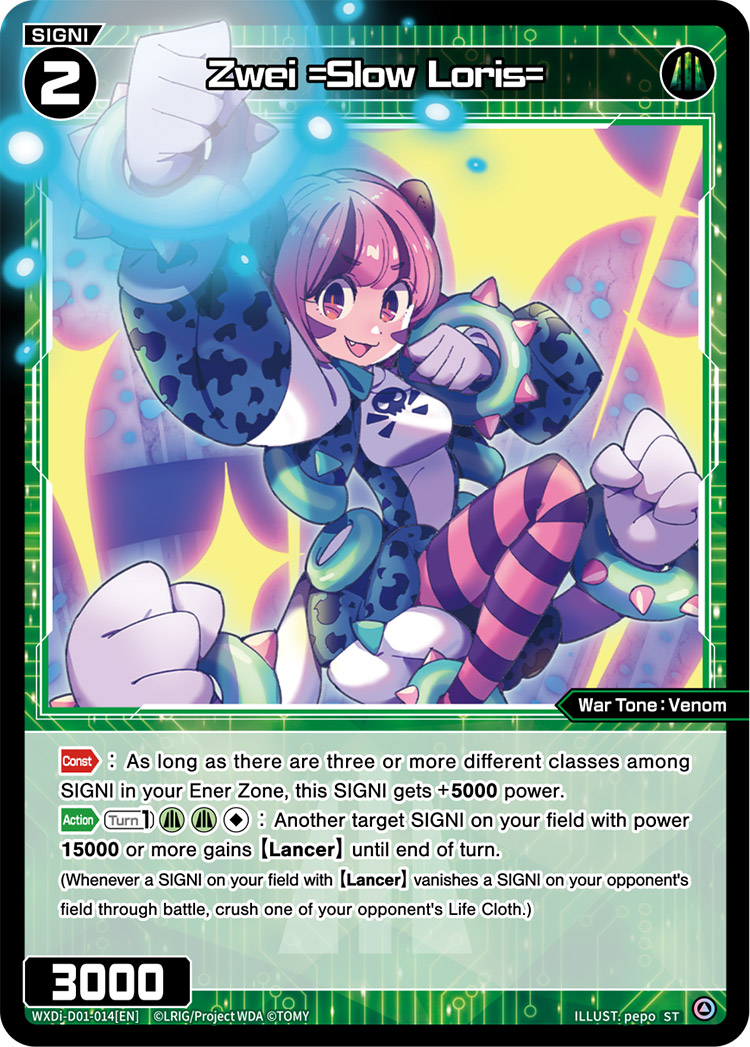 SIGNI
2
Zwei =Slow Loris=
War Tone : Venom
Const : As long as there are three or more different classes among
SIGNI in your Ener Zone, this SIGNI gets +5000 power.
Action Turn 1 : Another target SIGNI on your field with power
15000 or more gains 【Lancer】 until end of turn.
(Whenever a SIGNI on your field with 【Lancer】 vanishes a SIGNI on your opponent's
field through battle, crush one of your opponent's Life Cloth.)
3000
WXDi-D01-014[EN] ©LRIG/Project WDA ©TOMY ILLUST. pepo ST